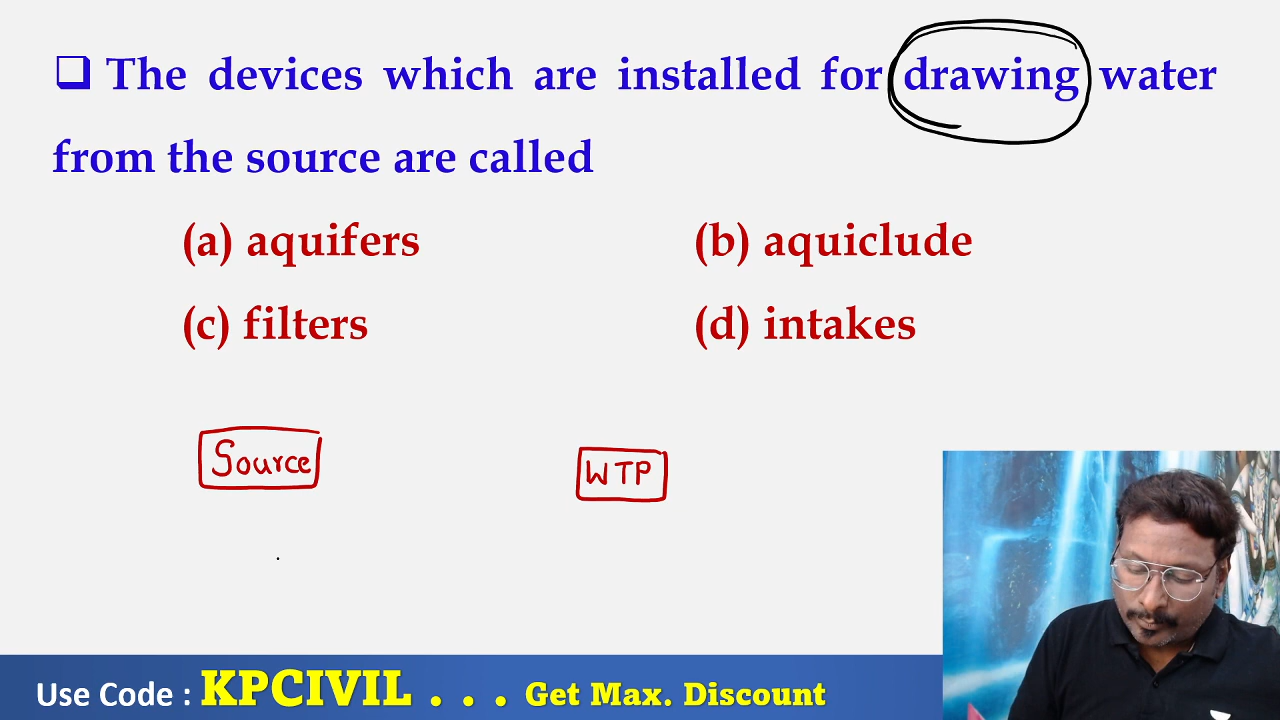 ❑ The devices which are installed for drawing water
from the source are called
(a) aquifers (b) aquiclude
(c) filters (d) intakes
Source WTP
Use Code : KPCIVIL . . . Get Max. Discount